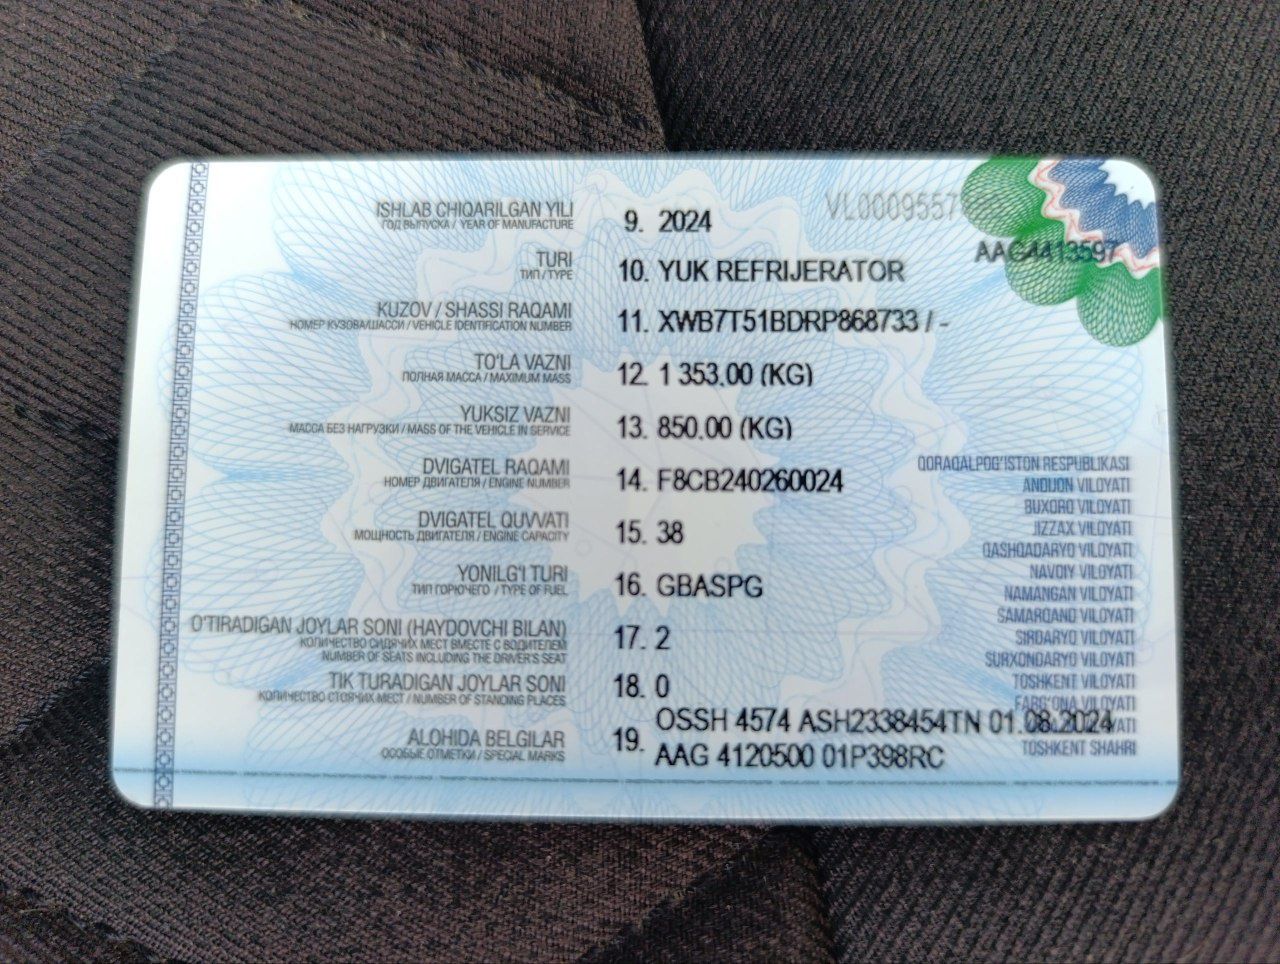 VL0009557
AAG4413597
ISHLAB CHIQARILGAN YILI
ГОД ВЫПУСКА / YEAR OF MANUFACTURE
9. 2024
TURI
ТИП / TYPE
10. YUK REFRIJERATOR
KUZOV / SHASSI RAQAMI
НОМЕР КУЗОВА/ШАССИ / VEHICLE IDENTIFICATION NUMBER
11. XWB7T51BDRP868733 / -
TO'LA VAZNI
ПОЛНАЯ МАССА / MAXIMUM MASS
12. 1 353.00 (KG)
YUKSIZ VAZNI
МАССА БЕЗ НАГРУЗКИ / MASS OF THE VEHICLE IN SERVICE
13. 850.00 (KG)
DVIGATEL RAQAMI
НОМЕР ДВИГАТЕЛЯ / ENGINE NUMBER
14. F8CB240260024
DVIGATEL QUVVATI
МОЩНОСТЬ ДВИГАТЕЛЯ / ENGINE CAPACITY
15. 38
YONILG'I TURI
ТИП ГОРЮЧЕГО / TYPE OF FUEL
16. GBASPG
O'TIRADIGAN JOYLAR SONI (HAYDOVCHI BILAN)
КОЛИЧЕСТВО СИДЯЧИХ МЕСТ ВМЕСТЕ С ВОДИТЕЛЕМ
NUMBER OF SEATS INCLUDING THE DRIVER'S SEAT
17. 2
TIK TURADIGAN JOYLAR SONI
КОЛИЧЕСТВО СТОЯЧИХ МЕСТ / NUMBER OF STANDING PLACES
18. 0
ALOHIDA BELGILAR
ОСОБЫЕ ОТМЕТКИ / SPECIAL MARKS
19. OSSH 4574 ASH2338454TN 01.08.2024
AAG 4120500 01P398RC
QORAQALPOG'ISTON RESPUBLIKASI
ANDIJON VILOYATI
BUXORO VILOYATI
JIZZAX VILOYATI
QASHQADARYO VILOYATI
NAVOIY VILOYATI
NAMANGAN VILOYATI
SAMARQAND VILOYATI
SIRDARYO VILOYATI
SURXONDARYO VILOYATI
TOSHKENT VILOYATI
FARG'ONA VILOYATI
TOSHKENT SHAHRI